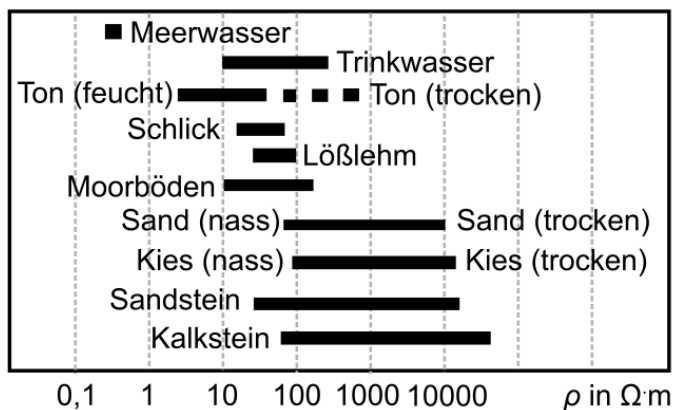 Meerwasser
Trinkwasser
Ton (feucht) Ton (trocken)
Schlick
Lößlehm
Moorböden
Sand (nass) Sand (trocken)
Kies (nass) Kies (trocken)
Sandstein
Kalkstein
0,1 1 10 100 1000 10000 ρ in Ω·m